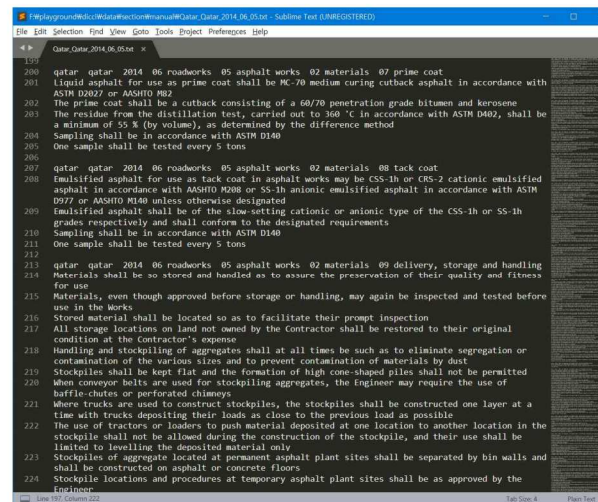 F:₩playground₩diccl₩data₩section₩manual₩Qatar_Qatar_2014_06_05.txt - Sublime Text (UNREGISTERED)
File Edit Selection Find View Goto Tools Project Preferences Help
Qatar_Qatar_2014_06_05.txt ×
199
200 qatar qatar 2014 06 roadworks 05 asphalt works 02 materials 07 prime coat
201 Liquid asphalt for use as prime coat shall be MC-70 medium curing cutback asphalt in accordance with
ASTM D2027 or AASHTO M82
202 The prime coat shall be a cutback consisting of a 60/70 penetration grade bitumen and kerosene
203 The residue from the distillation test, carried out to 360 °C in accordance with ASTM D402, shall be
a minimum of 55 % (by volume), as determined by the difference method
204 Sampling shall be in accordance with ASTM D140
205 One sample shall be tested every 5 tons
206
207 qatar qatar 2014 06 roadworks 05 asphalt works 02 materials 08 tack coat
208 Emulsified asphalt for use as tack coat in asphalt works may be CSS-1h or CRS-2 cationic emulsified
asphalt in accordance with AASHTO M208 or SS-1h anionic emulsified asphalt in accordance with ASTM
D977 or AASHTO M140 unless otherwise designated
209 Emulsified asphalt shall be of the slow-setting cationic or anionic type of the CSS-1h or SS-1h
grades respectively and shall conform to the designated requirements
210 Sampling shall be in accordance with ASTM D140
211 One sample shall be tested every 5 tons
212
213 qatar qatar 2014 06 roadworks 05 asphalt works 02 materials 09 delivery, storage and handling
214 Materials shall be so stored and handled as to assure the preservation of their quality and fitness
for use
215 Materials, even though approved before storage or handling, may again be inspected and tested before
use in the Works
216 Stored material shall be located so as to facilitate their prompt inspection
217 All storage locations on land not owned by the Contractor shall be restored to their original
condition at the Contractor's expense
218 Handling and stockpiling of aggregates shall at all times be such as to eliminate segregation or
contamination of the various sizes and to prevent contamination of materials by dust
219 Stockpiles shall be kept flat and the formation of high cone-shaped piles shall not be permitted
220 When conveyor belts are used for stockpiling aggregates, the Engineer may require the use of
baffle-chutes or perforated chimneys
221 Where trucks are used to construct stockpiles, the stockpiles shall be constructed one layer at a
time with trucks depositing their loads as close to the previous load as possible
222 The use of tractors or loaders to push material deposited at one location to another location in the
stockpile shall not be allowed during the construction of the stockpile, and their use shall be
limited to levelling the deposited material only
223 Stockpiles of aggregate located at permanent asphalt plant sites shall be separated by bin walls and
shall be constructed on asphalt or concrete floors
224 Stockpile locations and procedures at temporary asphalt plant sites shall be as approved by the
Engineer
Line 197, Column 222 Tab Size: 4 Plain Text